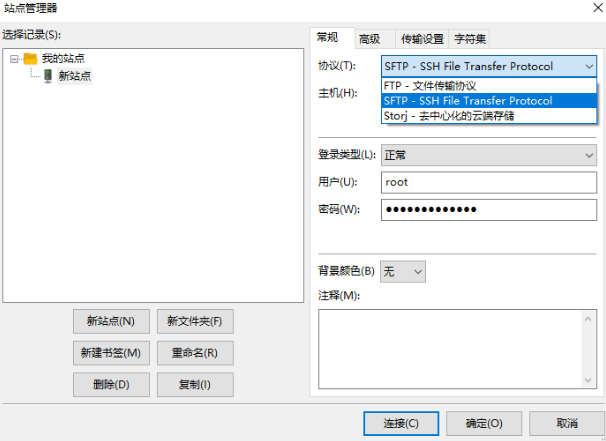 站点管理器
选择记录(S):
我的站点
新站点
新站点(N)
新文件夹(F)
新建书签(M)
重命名(R)
删除(D)
复制(I)
常规
高级
传输设置
字符集
协议(T):
SFTP - SSH File Transfer Protocol
FTP - 文件传输协议
SFTP - SSH File Transfer Protocol
Storj - 去中心化的云端存储
主机(H):
登录类型(L):
正常
用户(U):
root
密码(W):
●●●●●●●●●●●●●
背景颜色(B)
无
注释(M):
连接(C)
确定(O)
取消